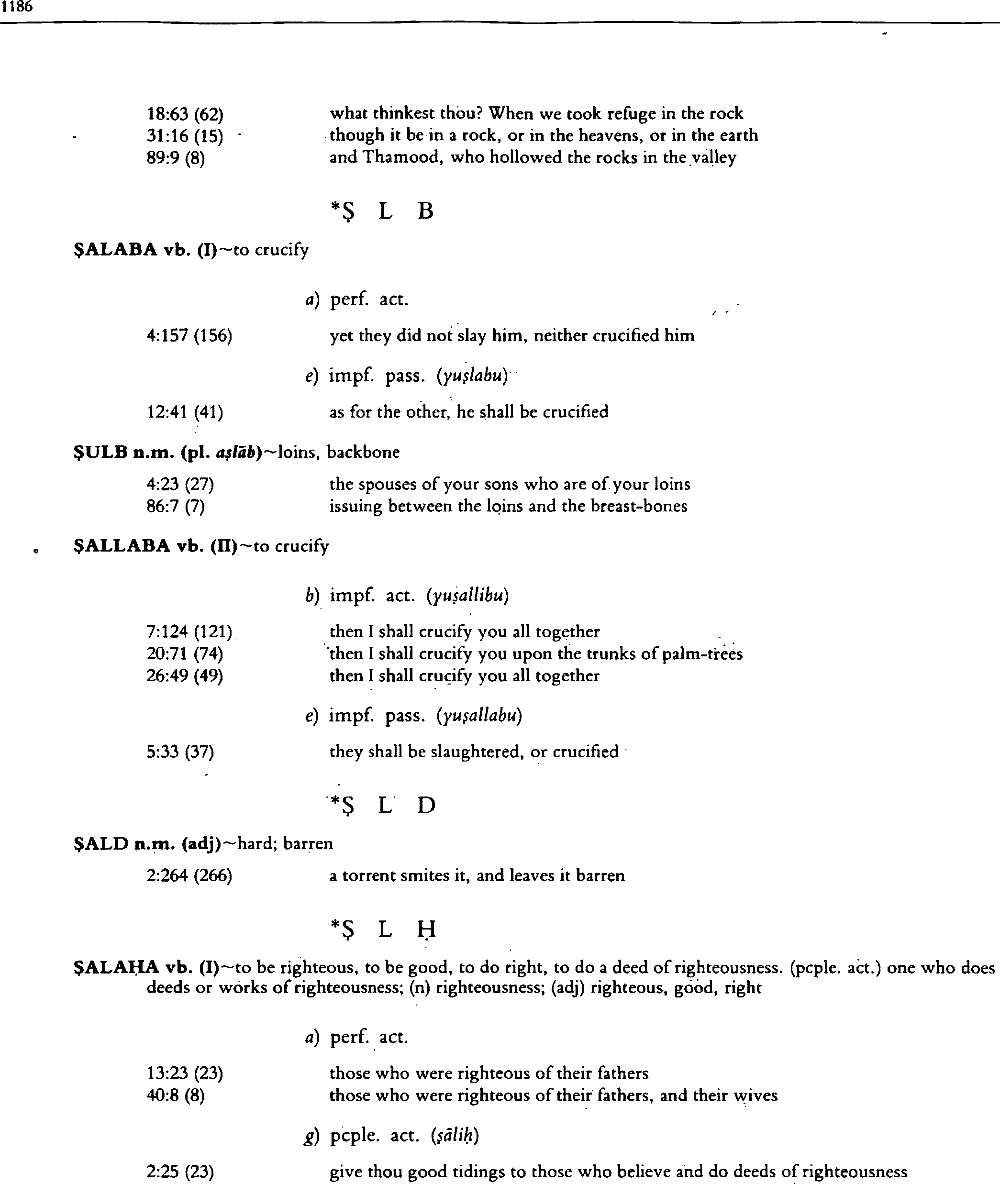 1186
18:63 (62) what thinkest thou? When we took refuge in the rock
31:16 (15) though it be in a rock, or in the heavens, or in the earth
89:9 (8) and Thamood, who hollowed the rocks in the valley
*Ṣ L B
ṢALABA vb. (I)~to crucify
a) perf. act.
4:157 (156) yet they did not slay him, neither crucified him
e) impf. pass. (yuṣlabu)
12:41 (41) as for the other, he shall be crucified
ṢULB n.m. (pl. aṣlāb)~loins, backbone
4:23 (27) the spouses of your sons who are of your loins
86:7 (7) issuing between the loins and the breast-bones
ṢALLABA vb. (II)~to crucify
b) impf. act. (yuṣallibu)
7:124 (121) then I shall crucify you all together
20:71 (74) then I shall crucify you upon the trunks of palm-trees
26:49 (49) then I shall crucify you all together
e) impf. pass. (yuṣallabu)
5:33 (37) they shall be slaughtered, or crucified
*Ṣ L D
ṢALD n.m. (adj)~hard; barren
2:264 (266) a torrent smites it, and leaves it barren
*Ṣ L Ḥ
ṢALAḤA vb. (I)~to be righteous, to be good, to do right, to do a deed of righteousness. (pcple. act.) one who does
deeds or works of righteousness; (n) righteousness; (adj) righteous, good, right
a) perf. act.
13:23 (23) those who were righteous of their fathers
40:8 (8) those who were righteous of their fathers, and their wives
g) pcple. act. (ṣāliḥ)
2:25 (23) give thou good tidings to those who believe and do deeds of righteousness